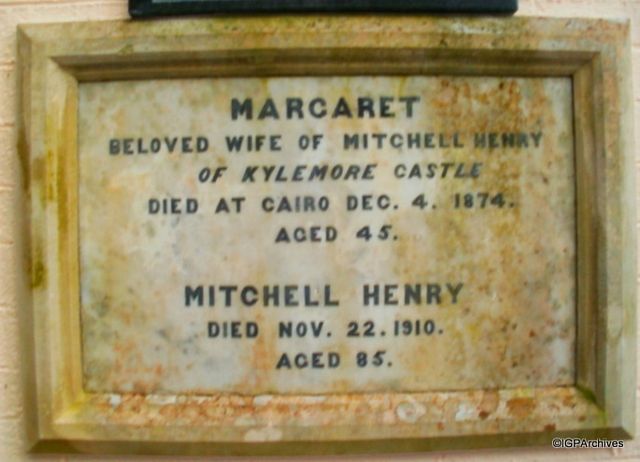 MARGARET
BELOVED WIFE OF MITCHELL HENRY
OF KYLEMORE CASTLE
DIED AT CAIRO DEC. 4. 1874.
AGED 45.
MITCHELL HENRY
DIED NOV. 22. 1910.
AGED 85.
©IGPArchives